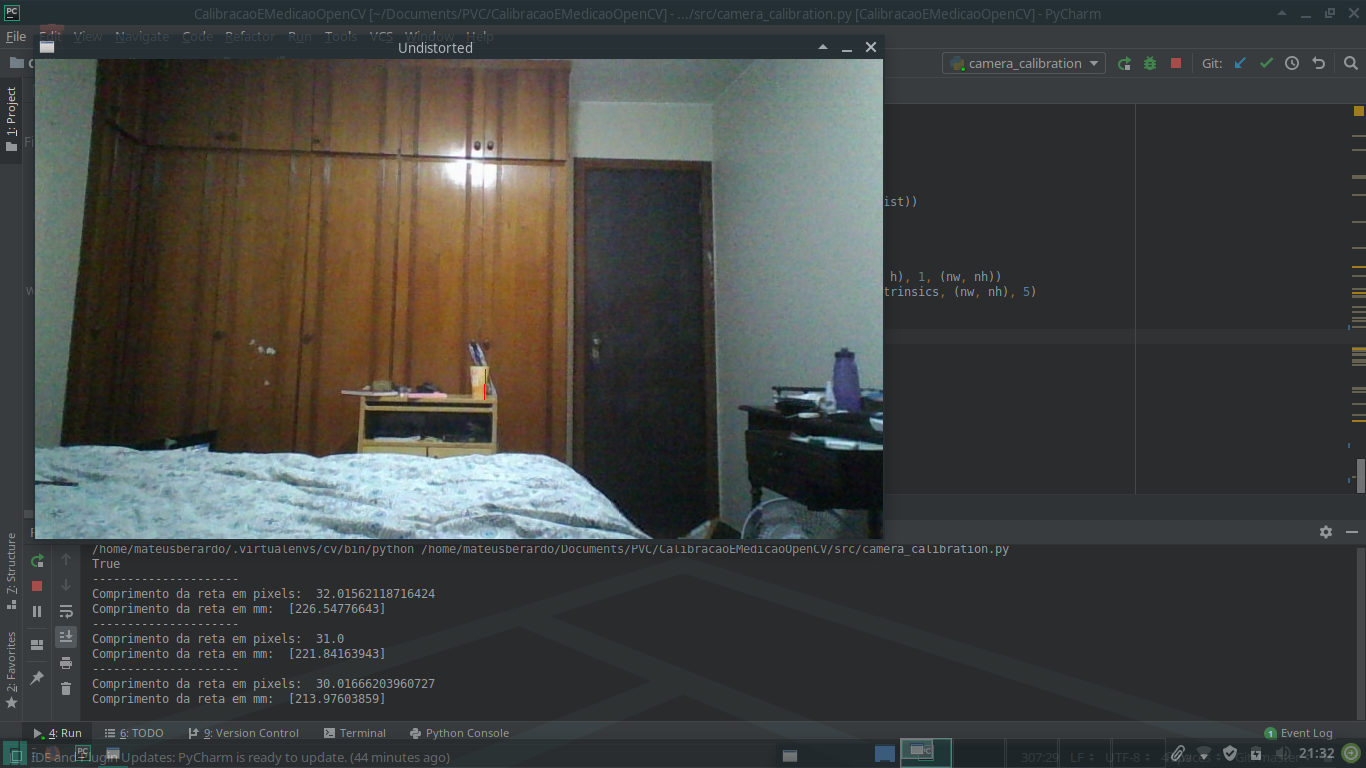 CalibracaoEMedicaoOpenCV [~/Documents/PVC/CalibracaoEMedicaoOpenCV] - .../src/camera_calibration.py [CalibracaoEMedicaoOpenCV] - PyCharm
File Edit View Navigate Code Refactor Run Tools VCS Window Help
Undistorted
camera_calibration
Git:
1: Project
ist))
h), 1, (nw, nh))
trinsics, (nw, nh), 5)
7: Structure
2: Favorites
/home/mateusberardo/.virtualenvs/cv/bin/python /home/mateusberardo/Documents/PVC/CalibracaoEMedicaoOpenCV/src/camera_calibration.py
True
---------------------
Comprimento da reta em pixels:  32.01562118716424
Comprimento da reta em mm:  [226.54776643]
---------------------
Comprimento da reta em pixels:  31.0
Comprimento da reta em mm:  [221.84163943]
---------------------
Comprimento da reta em pixels:  30.01666203960727
Comprimento da reta em mm:  [213.97603859]
4: Run 6: TODO 9: Version Control Terminal Python Console 1 Event Log
IDE and Plugin Updates: PyCharm is ready to update. (44 minutes ago) 307:29 LF UTF-8 21:32